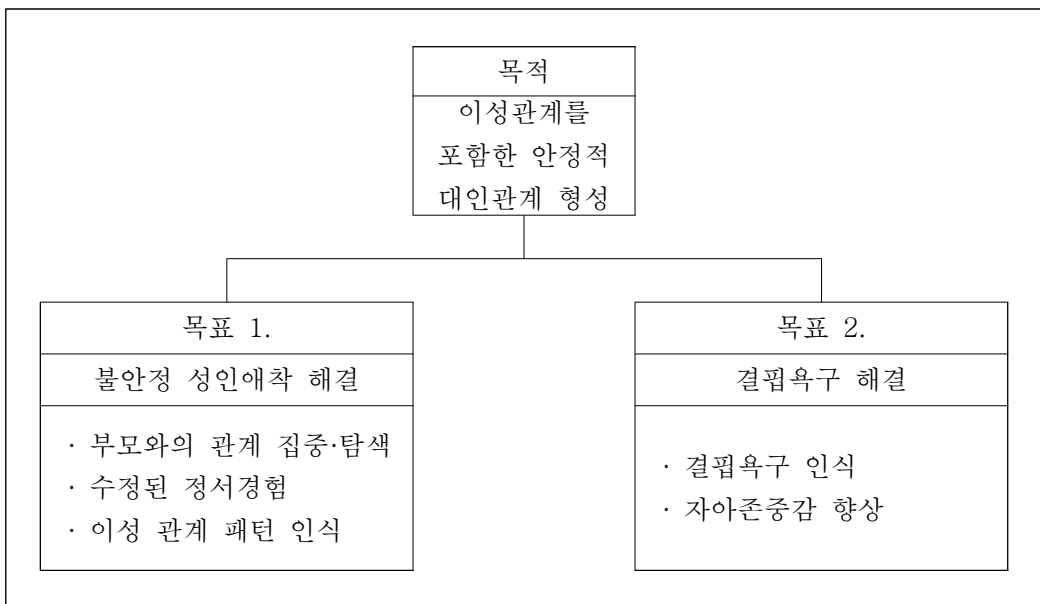 목적
이성관계를
포함한 안정적
대인관계 형성
목표 1.
불안정 성인애착 해결
· 부모와의 관계 집중·탐색
· 수정된 정서경험
· 이성 관계 패턴 인식
목표 2.
결핍욕구 해결
· 결핍욕구 인식
· 자아존중감 향상